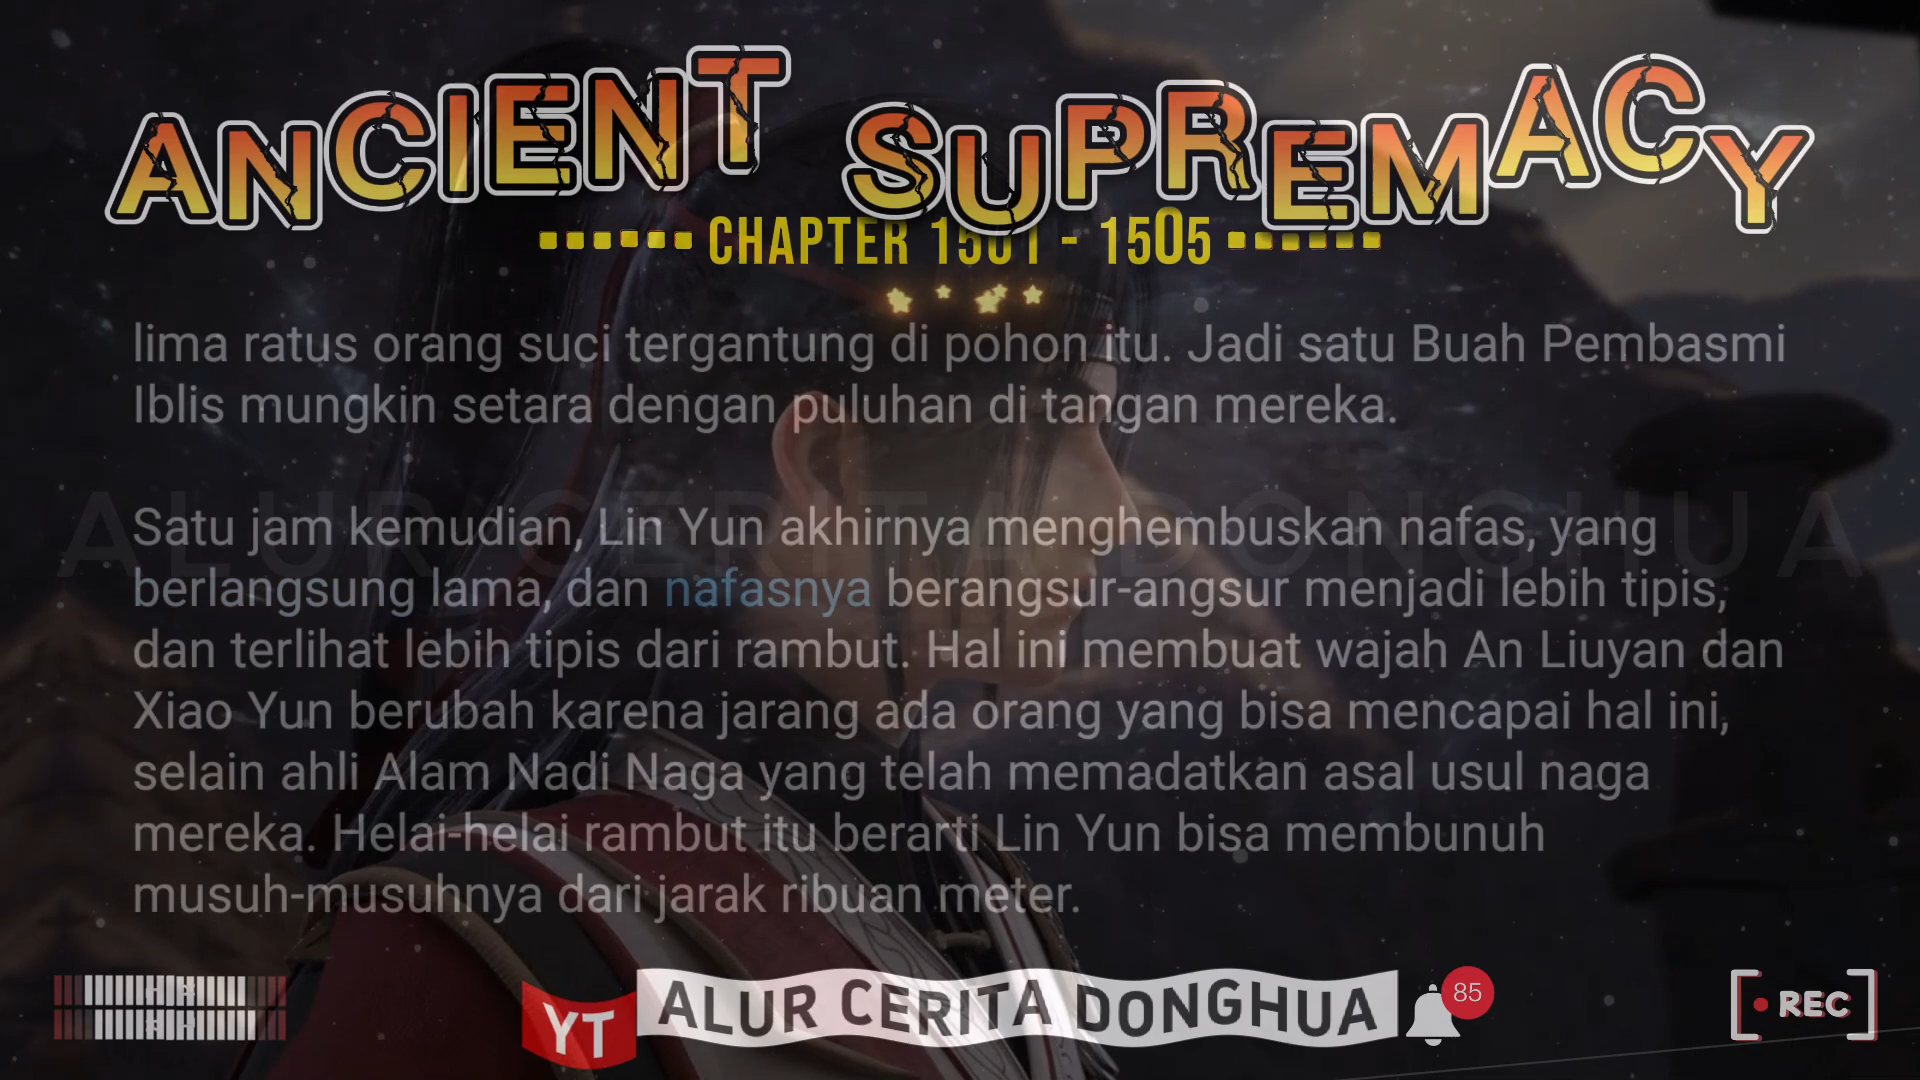 ANCIENT SUPREMACY
CHAPTER 1501 - 1505
lima ratus orang suci tergantung di pohon itu. Jadi satu Buah Pembasmi
Iblis mungkin setara dengan puluhan di tangan mereka.
ALUR CERITA DONGHUA
Satu jam kemudian, Lin Yun akhirnya menghembuskan nafas, yang
berlangsung lama, dan nafasnya berangsur-angsur menjadi lebih tipis,
dan terlihat lebih tipis dari rambut. Hal ini membuat wajah An Liuyan dan
Xiao Yun berubah karena jarang ada orang yang bisa mencapai hal ini,
selain ahli Alam Nadi Naga yang telah memadatkan asal usul naga
mereka. Helai-helai rambut itu berarti Lin Yun bisa membunuh
musuh-musuhnya dari jarak ribuan meter.
YT ALUR CERITA DONGHUA 85
REC